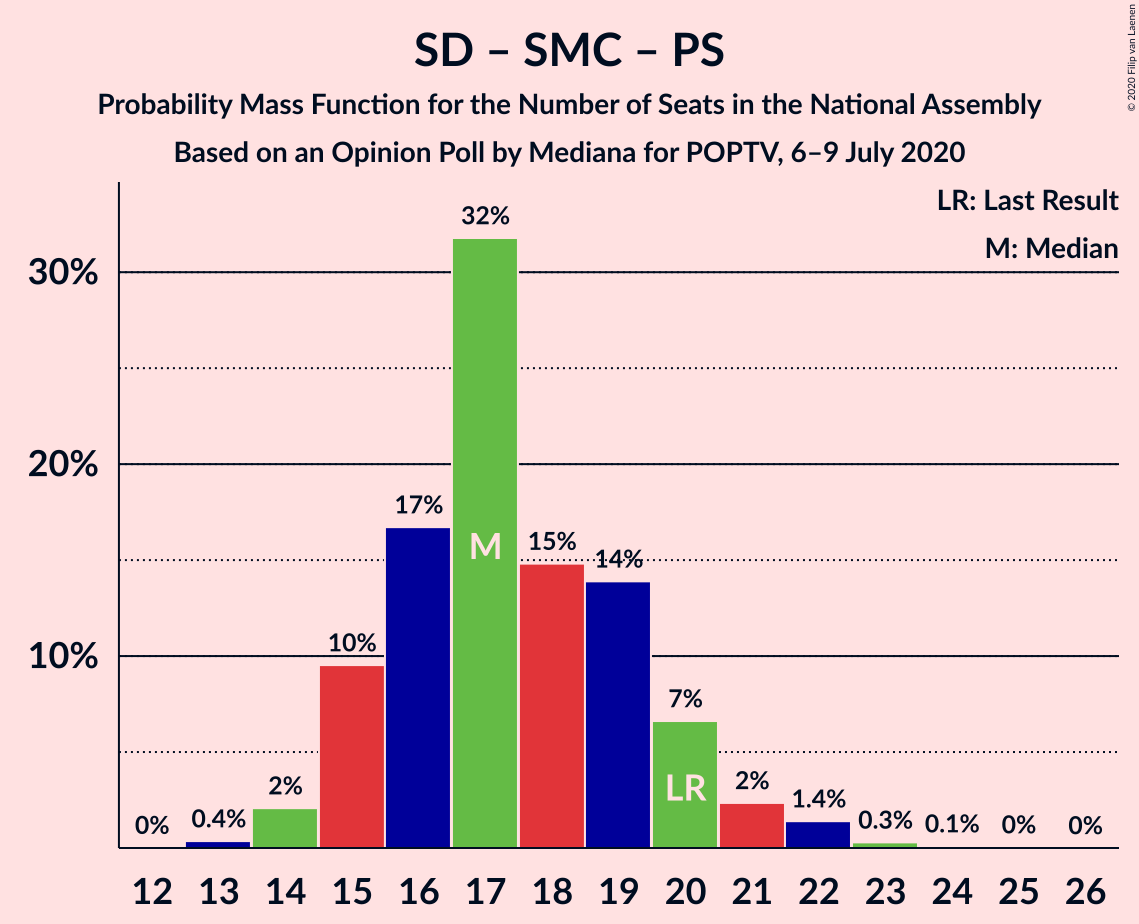 SD – SMC – PS
Probability Mass Function for the Number of Seats in the National Assembly
Based on an Opinion Poll by Mediana for POPTV, 6–9 July 2020
© 2020 Filip van Laenen
LR: Last Result
M: Median
30%
20%
10%
0%
0.4%
2%
10%
17%
32%
M
15%
14%
7%
LR
2%
1.4%
0.3%
0.1%
0%
0%
12 13 14 15 16 17 18 19 20 21 22 23 24 25 26